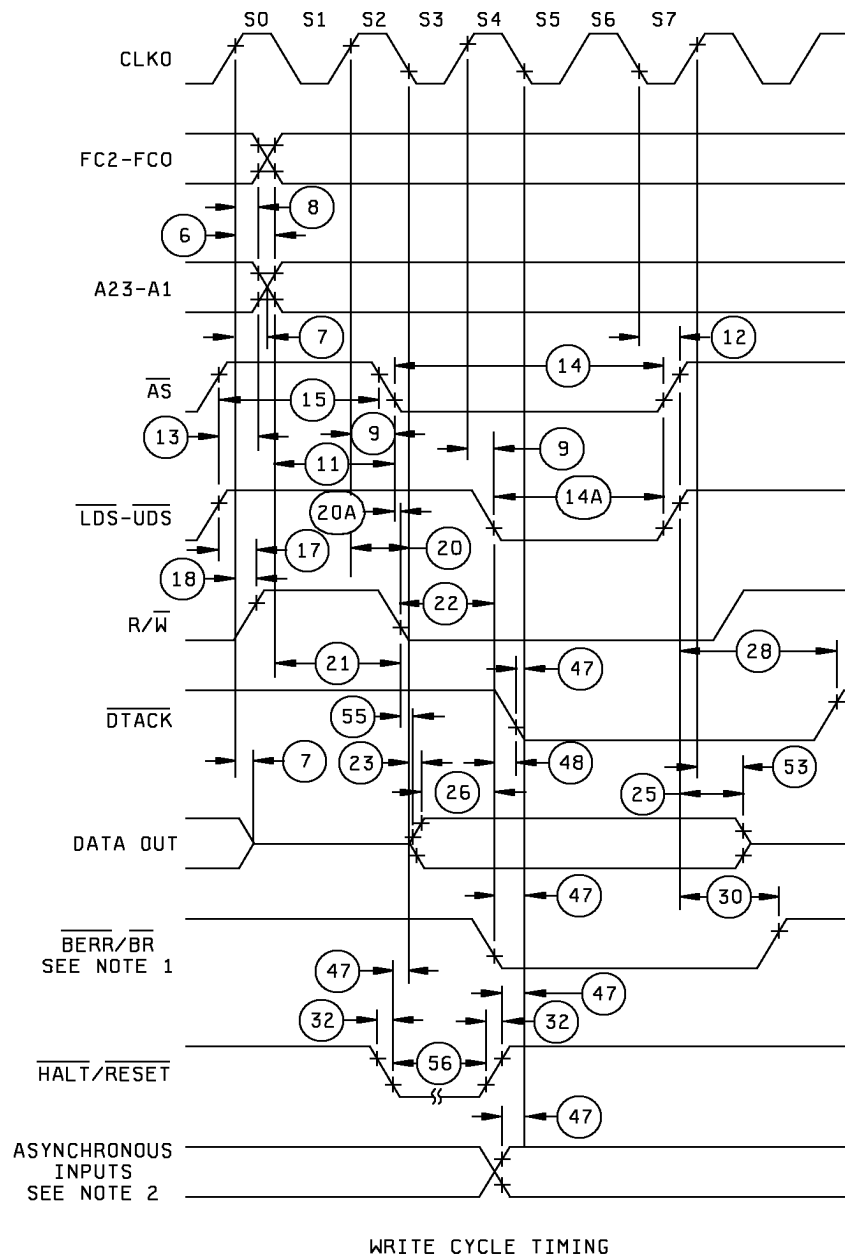 S0 S1 S2 S3 S4 S5 S6 S7
CLKO
FC2-FC0
8
6
A23-A1
7
12
AS
14
15
13
9
9
11
LDS-UDS
20A
14A
17
20
18
R/W
22
21
28
47
DTACK
55
7
23
48
53
26
25
DATA OUT
47
30
BERR/BR
SEE NOTE 1
47
47
32
32
HALT/RESET
56
47
ASYNCHRONOUS
INPUTS
SEE NOTE 2
WRITE CYCLE TIMING